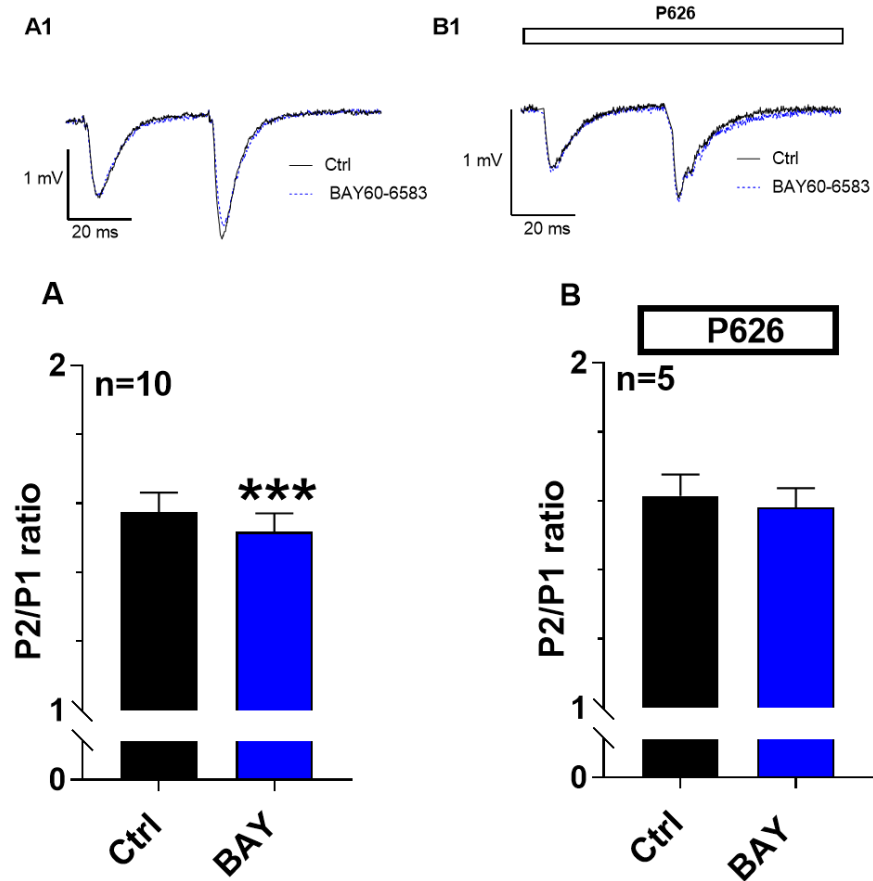 A1
1 mV
20 ms
Ctrl
BAY60-6583
B1
P626
1 mV
20 ms
Ctrl
BAY60-6583
A
n=10
***
P2/P1 ratio
2
1
0
Ctrl
BAY
B
P626
n=5
P2/P1 ratio
2
1
0
Ctrl
BAY